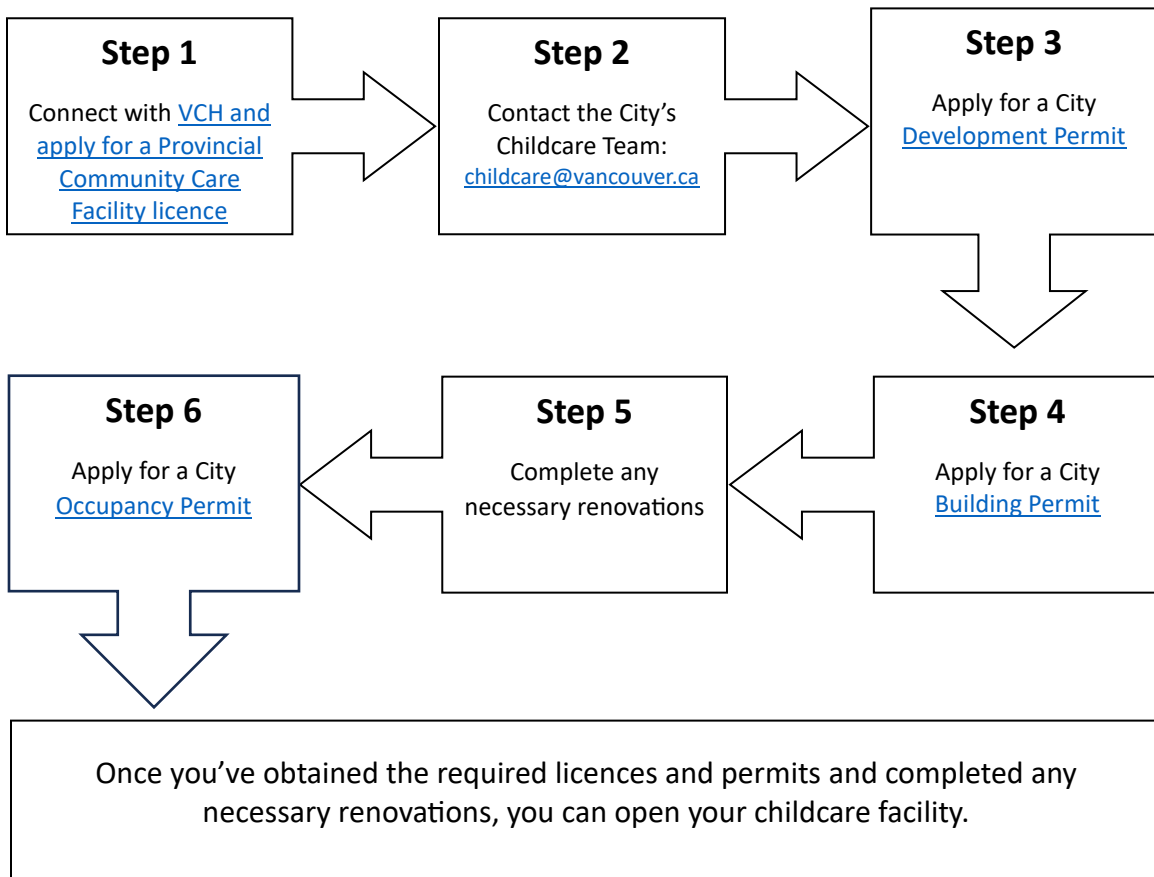 Step 1
Connect with VCH and
apply for a Provincial
Community Care
Facility licence
Step 2
Contact the City's
Childcare Team:
childcare@vancouver.ca
Step 3
Apply for a City
Development Permit
Step 4
Apply for a City
Building Permit
Step 5
Complete any
necessary renovations
Step 6
Apply for a City
Occupancy Permit
Once you've obtained the required licences and permits and completed any
necessary renovations, you can open your childcare facility.